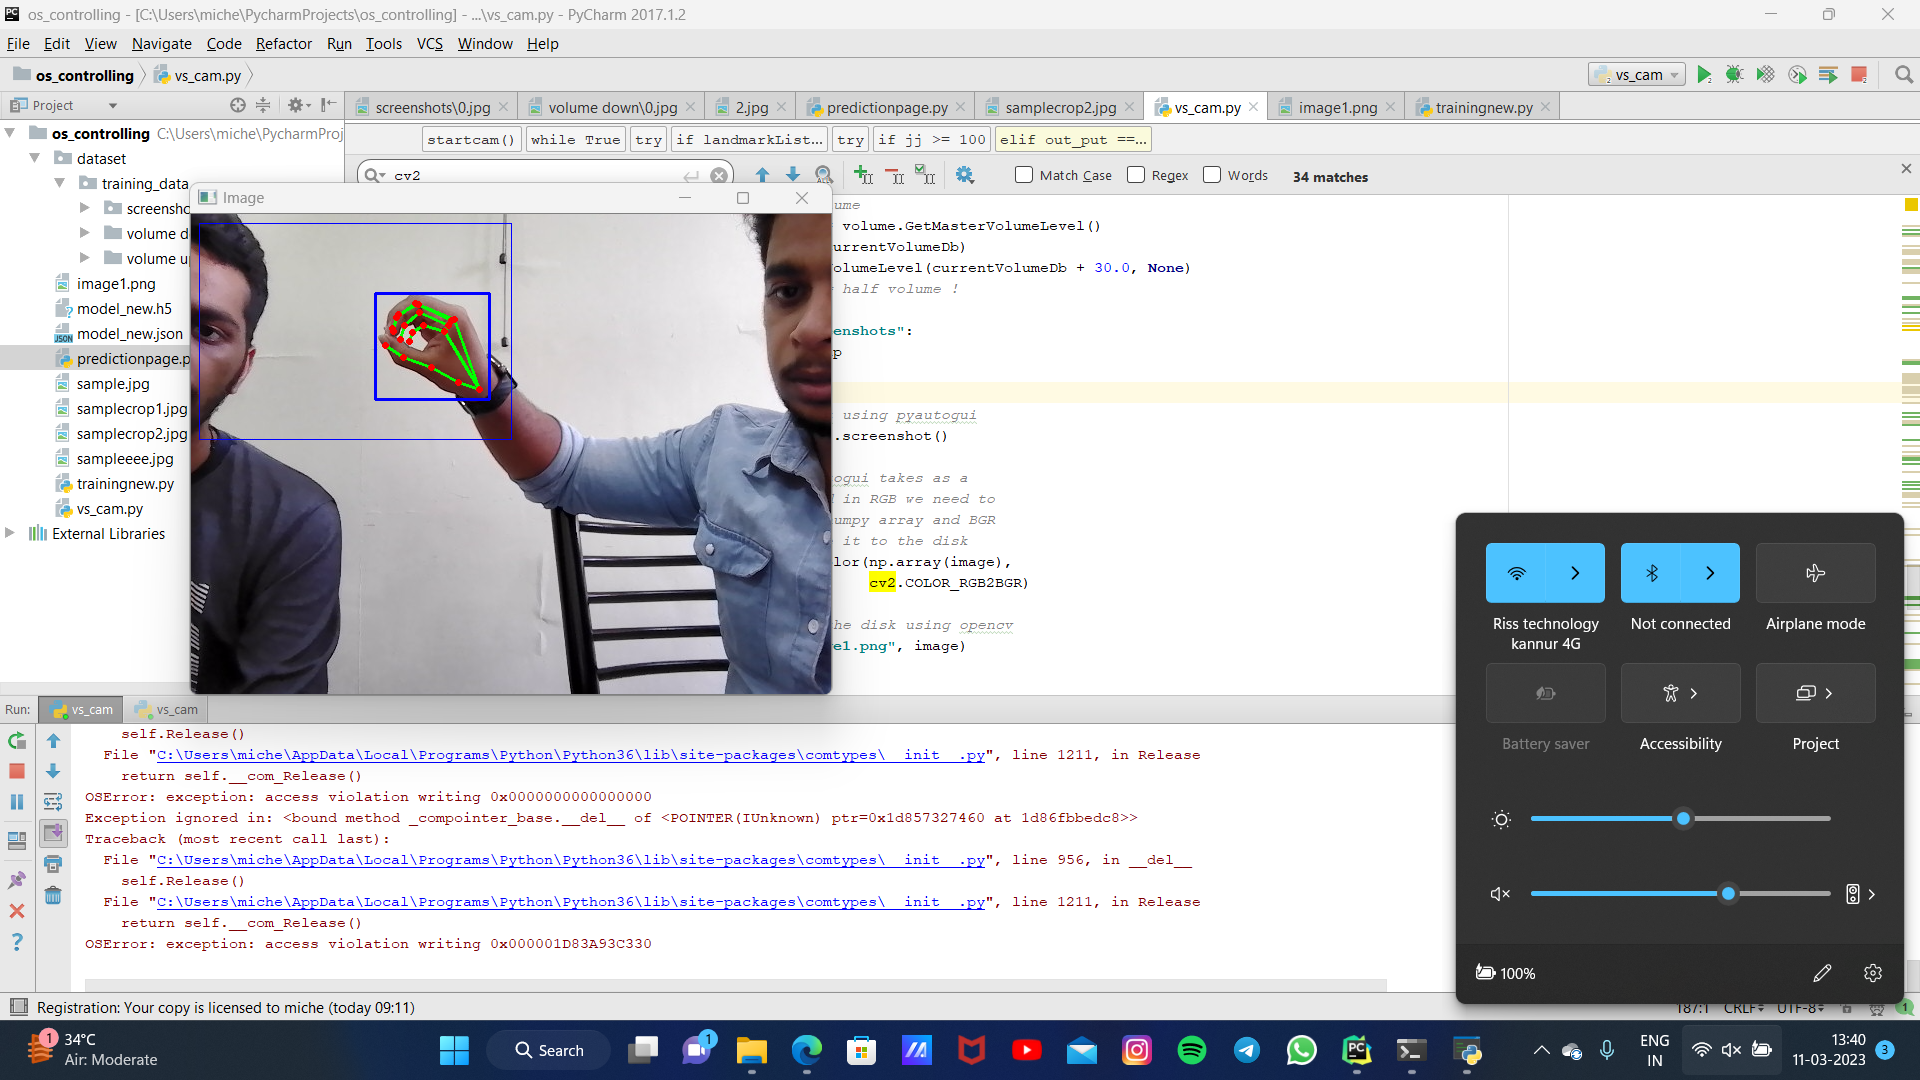 os_controlling - [C:\Users\miche\PycharmProjects\os_controlling] - ...\vs_cam.py - PyCharm 2017.1.2
File Edit View Navigate Code Refactor Run Tools VCS Window Help
os_controlling vs_cam.py
vs_cam
Project
screenshots\0.jpg volume down\0.jpg 2.jpg predictionpage.py samplecrop2.jpg vs_cam.py image1.png trainingnew.py
os_controlling C:\Users\miche\PycharmProj
startcam() while True try if landmarkList... try if jj >= 100 elif out_put ==...
dataset
cv2
Match Case Regex Words 34 matches
training_data
screensho
volume d
volume u
image1.png
model_new.h5
model_new.json
predictionpage.p
sample.jpg
samplecrop1.jpg
samplecrop2.jpg
sampleeee.jpg
trainingnew.py
vs_cam.py
External Libraries
Image
ume
volume.GetMasterVolumeLevel()
urrentVolumeDb)
olumeLevel(currentVolumeDb + 30.0, None)
half volume !
enshots":
p
using pyautogui
.screenshot()
ogui takes as a
in RGB we need to
umpy array and BGR
it to the disk
lor(np.array(image),
cv2.COLOR_RGB2BGR)
he disk using opencv
e1.png", image)
Run: vs_cam vs_cam
self.Release()
File "C:\Users\miche\AppData\Local\Programs\Python\Python36\lib\site-packages\comtypes\__init__.py", line 1211, in Release
return self.__com_Release()
OSError: exception: access violation writing 0x0000000000000000
Exception ignored in: <bound method _compointer_base.__del__ of <POINTER(IUnknown) ptr=0x1d857327460 at 1d86fbbedc8>>
Traceback (most recent call last):
File "C:\Users\miche\AppData\Local\Programs\Python\Python36\lib\site-packages\comtypes\__init__.py", line 956, in __del__
self.Release()
File "C:\Users\miche\AppData\Local\Programs\Python\Python36\lib\site-packages\comtypes\__init__.py", line 1211, in Release
return self.__com_Release()
OSError: exception: access violation writing 0x000001D83A93C330
Riss technology kannur 4G
Not connected
Airplane mode
Battery saver
Accessibility
Project
100%
Registration: Your copy is licensed to miche (today 09:11)
187:1 CRLF UTF-8
1
1
34°C
Air: Moderate
Search
1
ENG
IN
13:40
11-03-2023
3